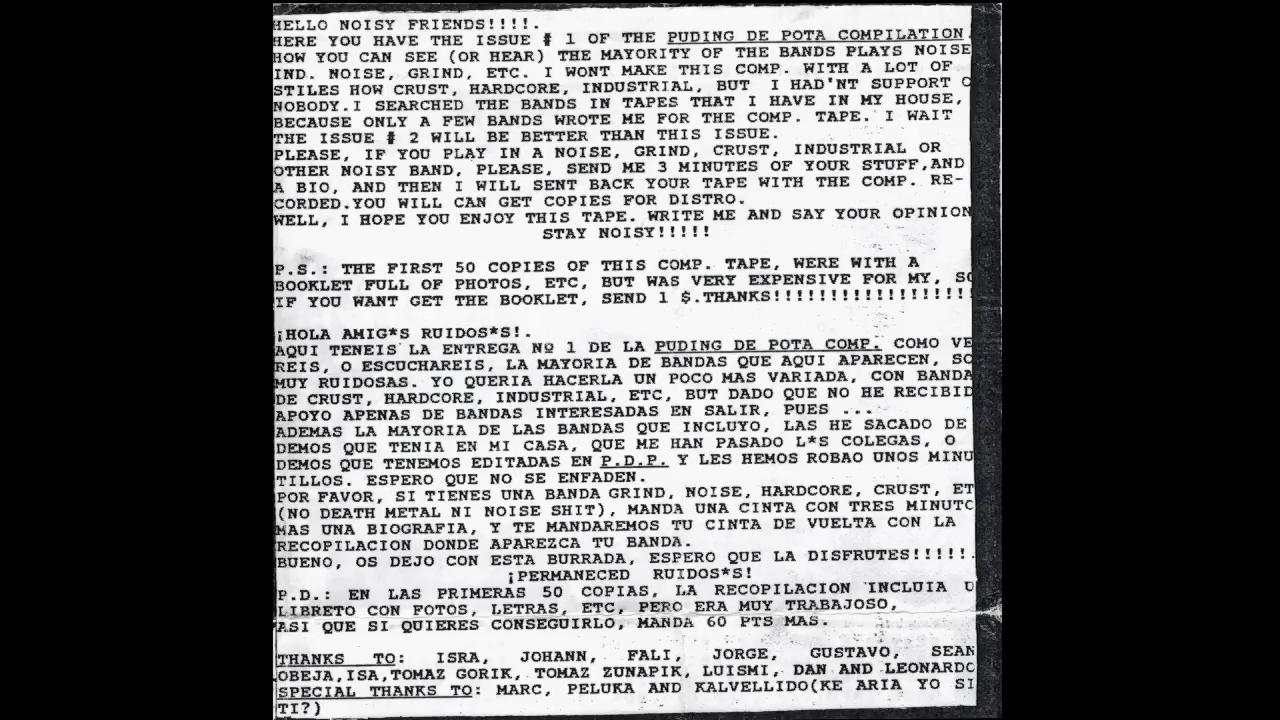 HELLO NOISY FRIENDS!!!!.
HERE YOU HAVE THE ISSUE # 1 OF THE PUDING DE POTA COMPILATION.
HOW YOU CAN SEE (OR HEAR) THE MAYORITY OF THE BANDS PLAYS NOISE
IND. NOISE, GRIND, ETC. I WONT MAKE THIS COMP. WITH A LOT OF
STILES HOW CRUST, HARDCORE, INDUSTRIAL, BUT I HAD'NT SUPPORT O
NOBODY.I SEARCHED THE BANDS IN TAPES THAT I HAVE IN MY HOUSE,
BECAUSE ONLY A FEW BANDS WROTE ME FOR THE COMP. TAPE. I WAIT
THE ISSUE # 2 WILL BE BETTER THAN THIS ISSUE.
PLEASE, IF YOU PLAY IN A NOISE, GRIND, CRUST, INDUSTRIAL OR
OTHER NOISY BAND, PLEASE, SEND ME 3 MINUTES OF YOUR STUFF,AND
A BIO, AND THEN I WILL SENT BACK YOUR TAPE WITH THE COMP. RE-
CORDED.YOU WILL CAN GET COPIES FOR DISTRO.
WELL, I HOPE YOU ENJOY THIS TAPE. WRITE ME AND SAY YOUR OPINION
STAY NOISY!!!!!
P.S.: THE FIRST 50 COPIES OF THIS COMP. TAPE, WERE WITH A
BOOKLET FULL OF PHOTOS, ETC, BUT WAS VERY EXPENSIVE FOR MY, SO
IF YOU WANT GET THE BOOKLET, SEND 1 $.THANKS!!!!!!!!!!!!!!!!!!
¡HOLA AMIG*S RUIDOS*S!.
AQUI TENEIS LA ENTREGA Nº 1 DE LA PUDING DE POTA COMP. COMO VE
REIS, O ESCUCHAREIS, LA MAYORIA DE BANDAS QUE AQUI APARECEN, SO
MUY RUIDOSAS. YO QUERIA HACERLA UN POCO MAS VARIADA, CON BANDA
DE CRUST, HARDCORE, INDUSTRIAL, ETC, BUT DADO QUE NO HE RECIBID
APOYO APENAS DE BANDAS INTERESADAS EN SALIR, PUES ...
ADEMAS LA MAYORIA DE LAS BANDAS QUE INCLUYO, LAS HE SACADO DE
DEMOS QUE TENIA EN MI CASA, QUE ME HAN PASADO L*S COLEGAS, O
DEMOS QUE TENEMOS EDITADAS EN P.D.P. Y LES HEMOS ROBAO UNOS MINU
TILLOS. ESPERO QUE NO SE ENFADEN.
POR FAVOR, SI TIENES UNA BANDA GRIND, NOISE, HARDCORE, CRUST, ET
(NO DEATH METAL NI NOISE SHIT), MANDA UNA CINTA CON TRES MINUTO
MAS UNA BIOGRAFIA, Y TE MANDAREMOS TU CINTA DE VUELTA CON LA
RECOPILACION DONDE APAREZCA TU BANDA.
BUENO, OS DEJO CON ESTA BURRADA, ESPERO QUE LA DISFRUTES!!!!!.
¡PERMANECED RUIDOS*S!
P.D.: EN LAS PRIMERAS 50 COPIAS, LA RECOPILACION INCLUIA U
LIBRETO CON FOTOS, LETRAS, ETC, PERO ERA MUY TRABAJOSO,
ASI QUE SI QUIERES CONSEGUIRLO, MANDA 60 PTS MAS.
THANKS TO: ISRA, JOHANN, FALI, JORGE, GUSTAVO, SEAN
OBEJA,ISA,TOMAZ GORIK, TOMAZ ZUNAPIK, LUISMI, DAN AND LEONARDO
SPECIAL THANKS TO: MARC, PELUKA AND KALVELLIDO(KE ARIA YO SI
TI?)